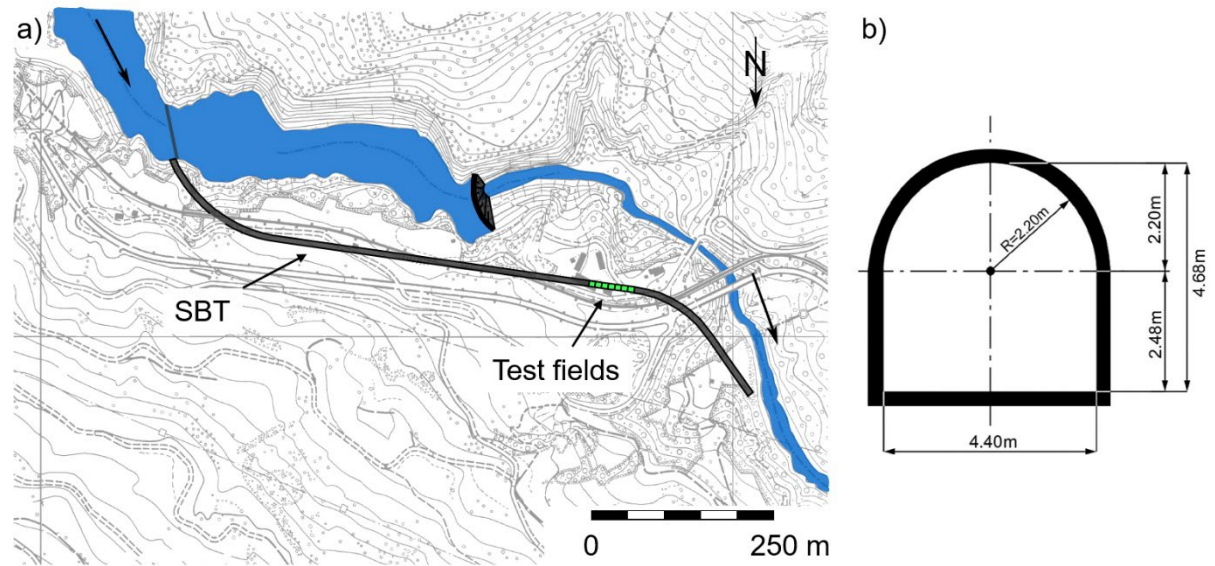 a)
N
SBT
Test fields
0
250 m
b)
R=2.20m
2.20m
2.48m
4.68m
4.40m